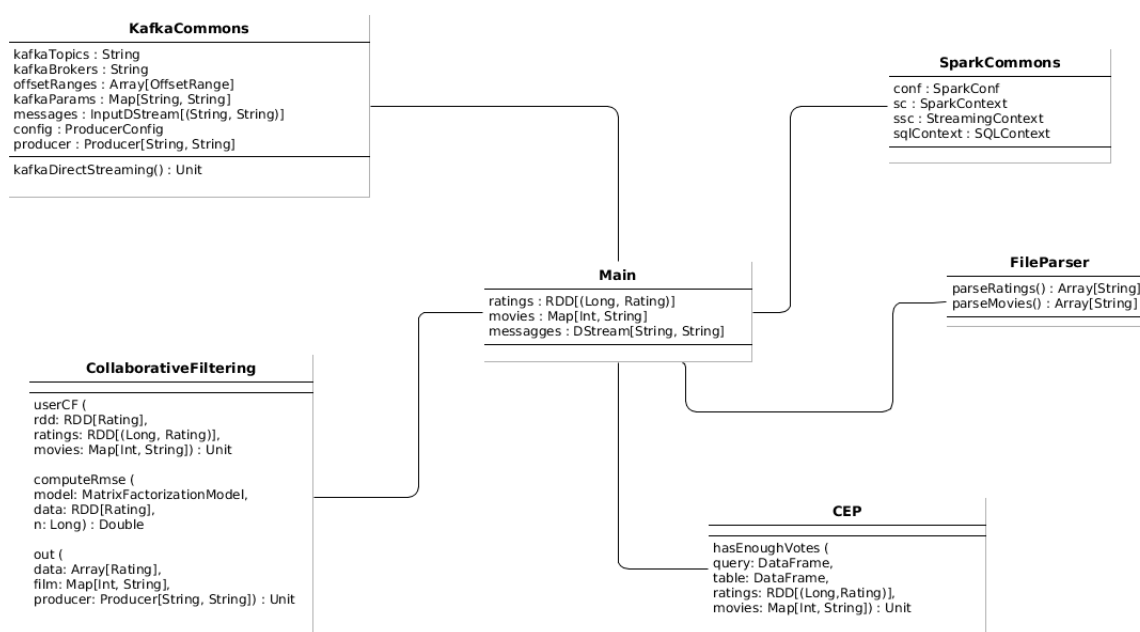 KafkaCommons
kafkaTopics : String
kafkaBrokers : String
offsetRanges : Array[OffsetRange]
kafkaParams : Map[String, String]
messages : InputDStream[(String, String)]
config : ProducerConfig
producer : Producer[String, String]
kafkaDirectStreaming() : Unit
SparkCommons
conf : SparkConf
sc : SparkContext
ssc : StreamingContext
sqlContext : SQLContext
Main
ratings : RDD[(Long, Rating)]
movies : Map[Int, String]
messagges : DStream[String, String]
FileParser
parseRatings() : Array[String]
parseMovies() : Array[String]
CollaborativeFiltering
userCF (
rdd: RDD[Rating],
ratings: RDD[(Long, Rating)],
movies: Map[Int, String]) : Unit
computeRmse (
model: MatrixFactorizationModel,
data: RDD[Rating],
n: Long) : Double
out (
data: Array[Rating],
film: Map[Int, String],
producer: Producer[String, String]) : Unit
CEP
hasEnoughVotes (
query: DataFrame,
table: DataFrame,
ratings: RDD[(Long,Rating)],
movies: Map[Int, String]) : Unit